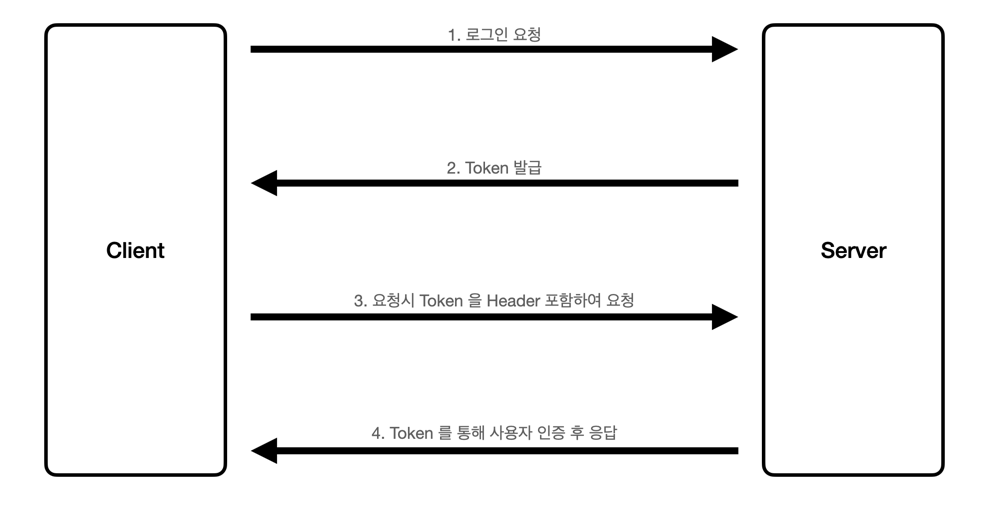 1. 로그인 요청
2. Token 발급
Client
Server
3. 요청시 Token 을 Header 포함하여 요청
4. Token 를 통해 사용자 인증 후 응답